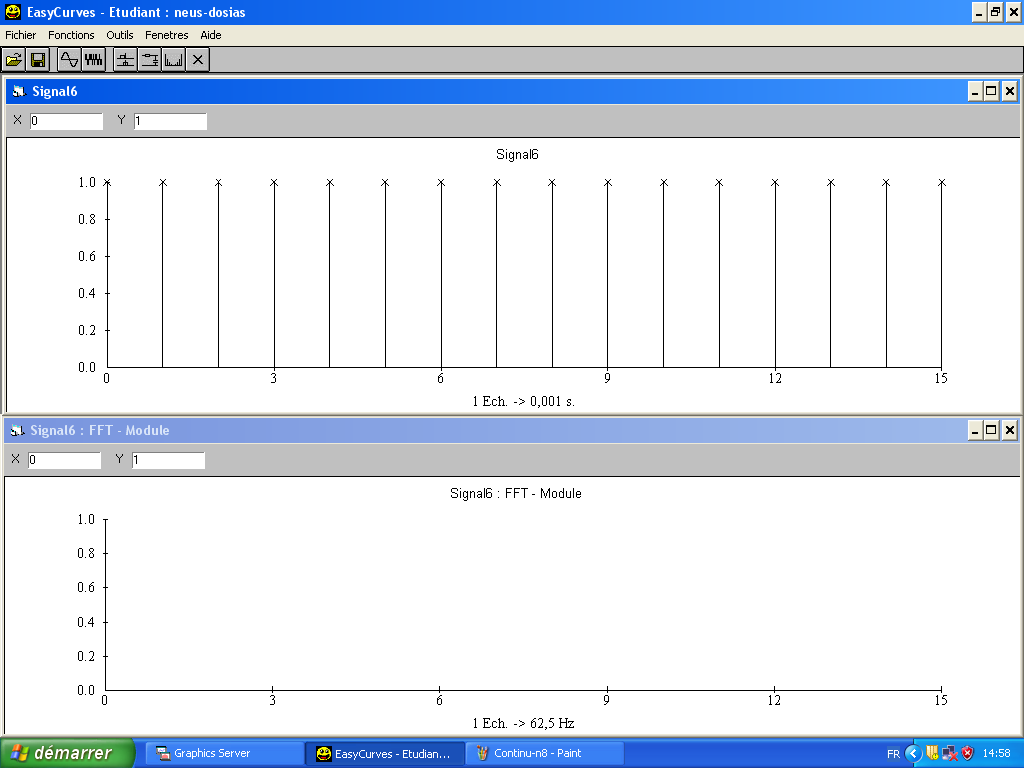 EasyCurves - Etudiant : neus-dosias
Fichier Fonctions Outils Fenetres Aide
Signal6
X 0 Y 1
Signal6
1.0
0.8
0.6
0.4
0.2
0.0
0 3 6 9 12 15
1 Ech. -> 0,001 s.
Signal6 : FFT - Module
X 0 Y 1
Signal6 : FFT - Module
1.0
0.8
0.6
0.4
0.2
0.0
0 3 6 9 12 15
1 Ech. -> 62,5 Hz
démarrer Graphics Server EasyCurves - Etudian... Continu-n8 - Paint FR 14:58